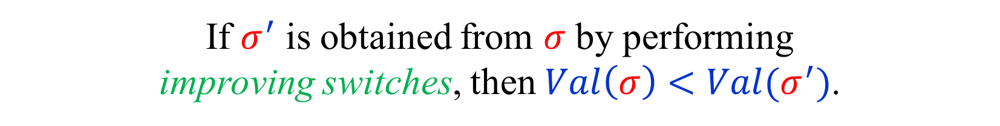 If σ′ is obtained from σ by performing
improving switches, then Val(σ) < Val(σ′).